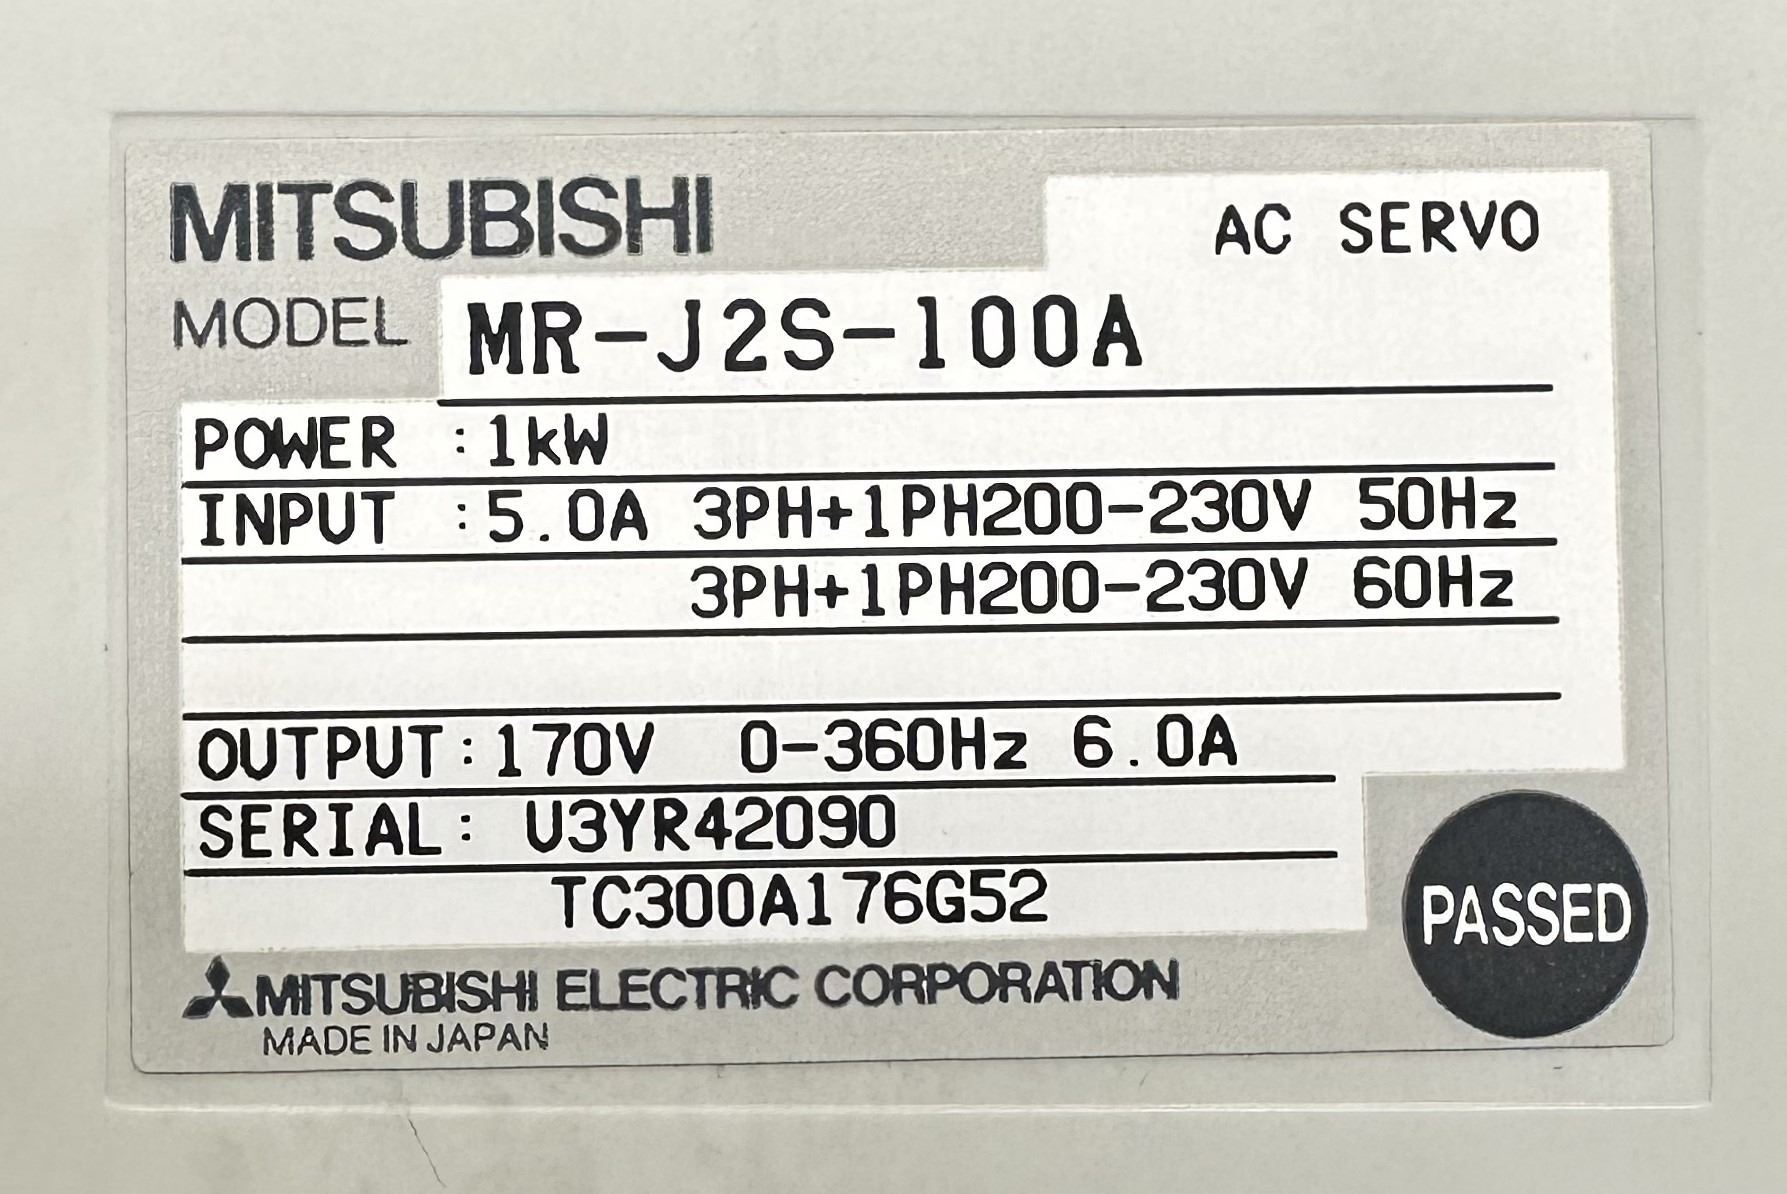 MITSUBISHI
AC SERVO
MODEL MR-J2S-100A
POWER :1kW
INPUT :5.0A 3PH+1PH200-230V 50Hz
3PH+1PH200-230V 60Hz
OUTPUT:170V 0-360Hz 6.0A
SERIAL: U3YR42090
TC300A176G52
PASSED
MITSUBISHI ELECTRIC CORPORATION
MADE IN JAPAN